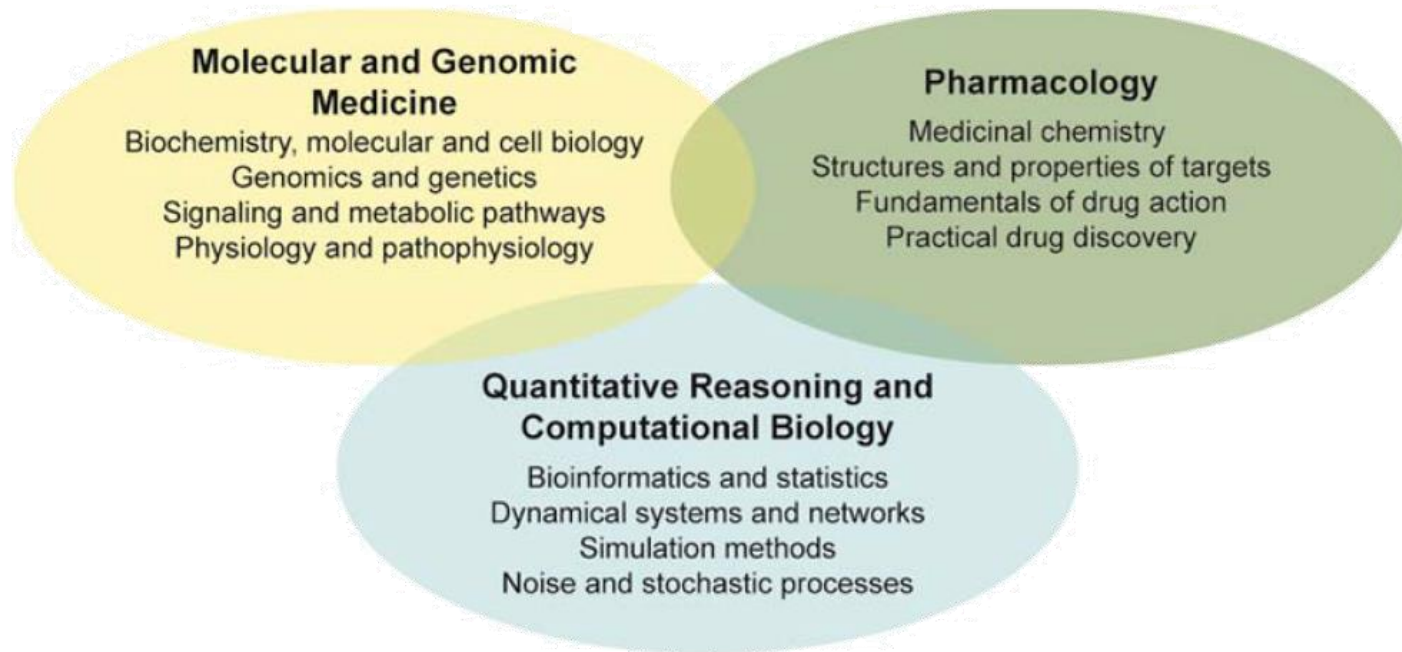 Molecular and Genomic
Medicine
Biochemistry, molecular and cell biology
Genomics and genetics
Signaling and metabolic pathways
Physiology and pathophysiology
Pharmacology
Medicinal chemistry
Structures and properties of targets
Fundamentals of drug action
Practical drug discovery
Quantitative Reasoning and
Computational Biology
Bioinformatics and statistics
Dynamical systems and networks
Simulation methods
Noise and stochastic processes